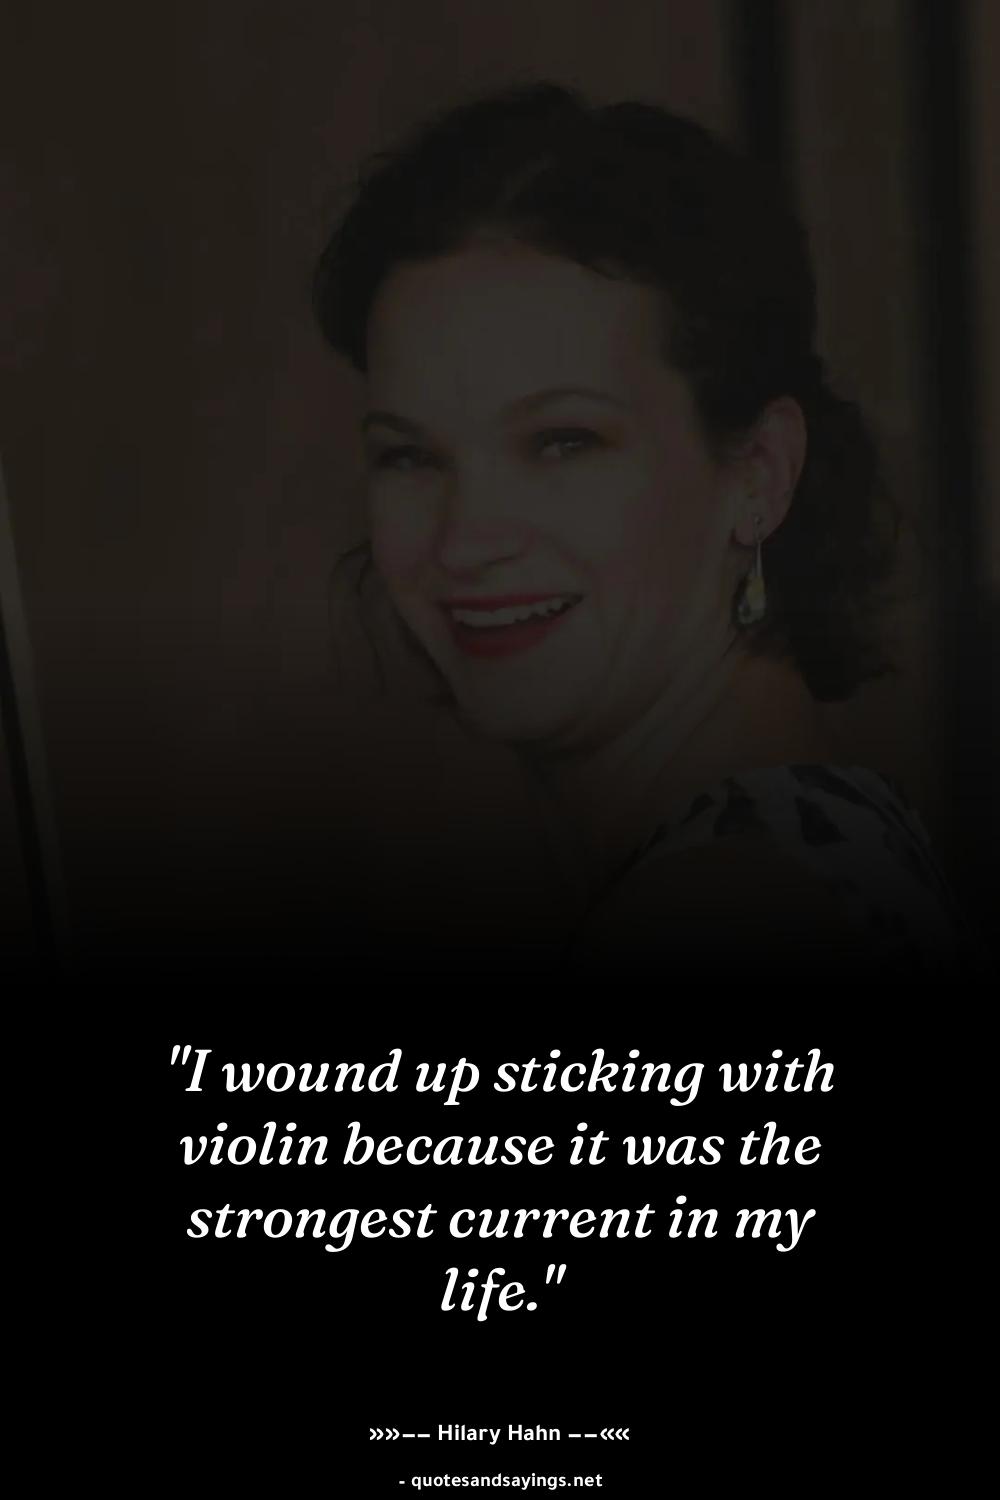 "I wound up sticking with
violin because it was the
strongest current in my
life."
»»−− Hilary Hahn −−««
- quotesandsayings.net